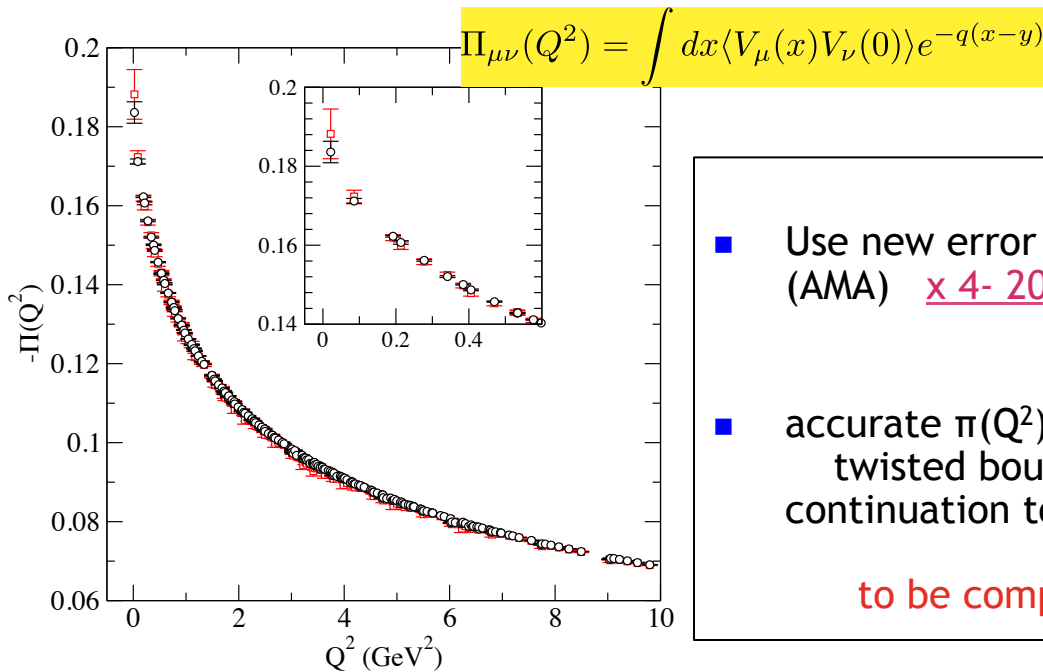 Π_{μν}(Q²) = ∫ dx⟨V_μ(x)V_ν(0)⟩e^{-q(x-y)}
0.2
0.18
0.16
0.14
0.12
0.1
0.08
0.06
-Π(Q²)
0
2
4
6
8
10
Q² (GeV²)
0.2
0.18
0.16
0.14
0
0.2
0.4
Use new error
(AMA) x 4- 20
accurate π(Q²)
twisted bou
continuation to
to be comp